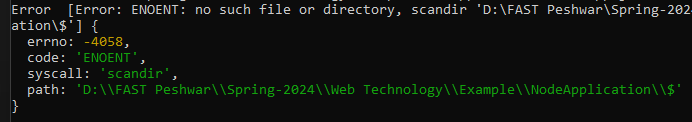 Error  [Error: ENOENT: no such file or directory, scandir 'D:\FAST Peshwar\Spring-202
ation\$'] {
  errno: -4058,
  code: 'ENOENT',
  syscall: 'scandir',
  path: 'D:\\FAST Peshwar\\Spring-2024\\Web Technology\\Example\\NodeApplication\\$'
}